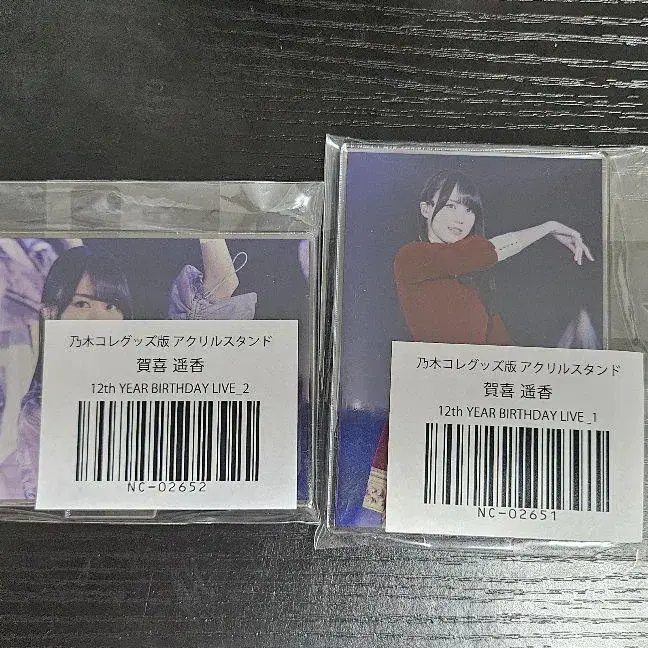 乃木コレグッズ版 アクリルスタンド
賀喜 遥香
12th YEAR BIRTHDAY LIVE_2
NC-02652
乃木コレグッズ版 アクリルスタンド
賀喜 遥香
12th YEAR BIRTHDAY LIVE_1
NC-02651